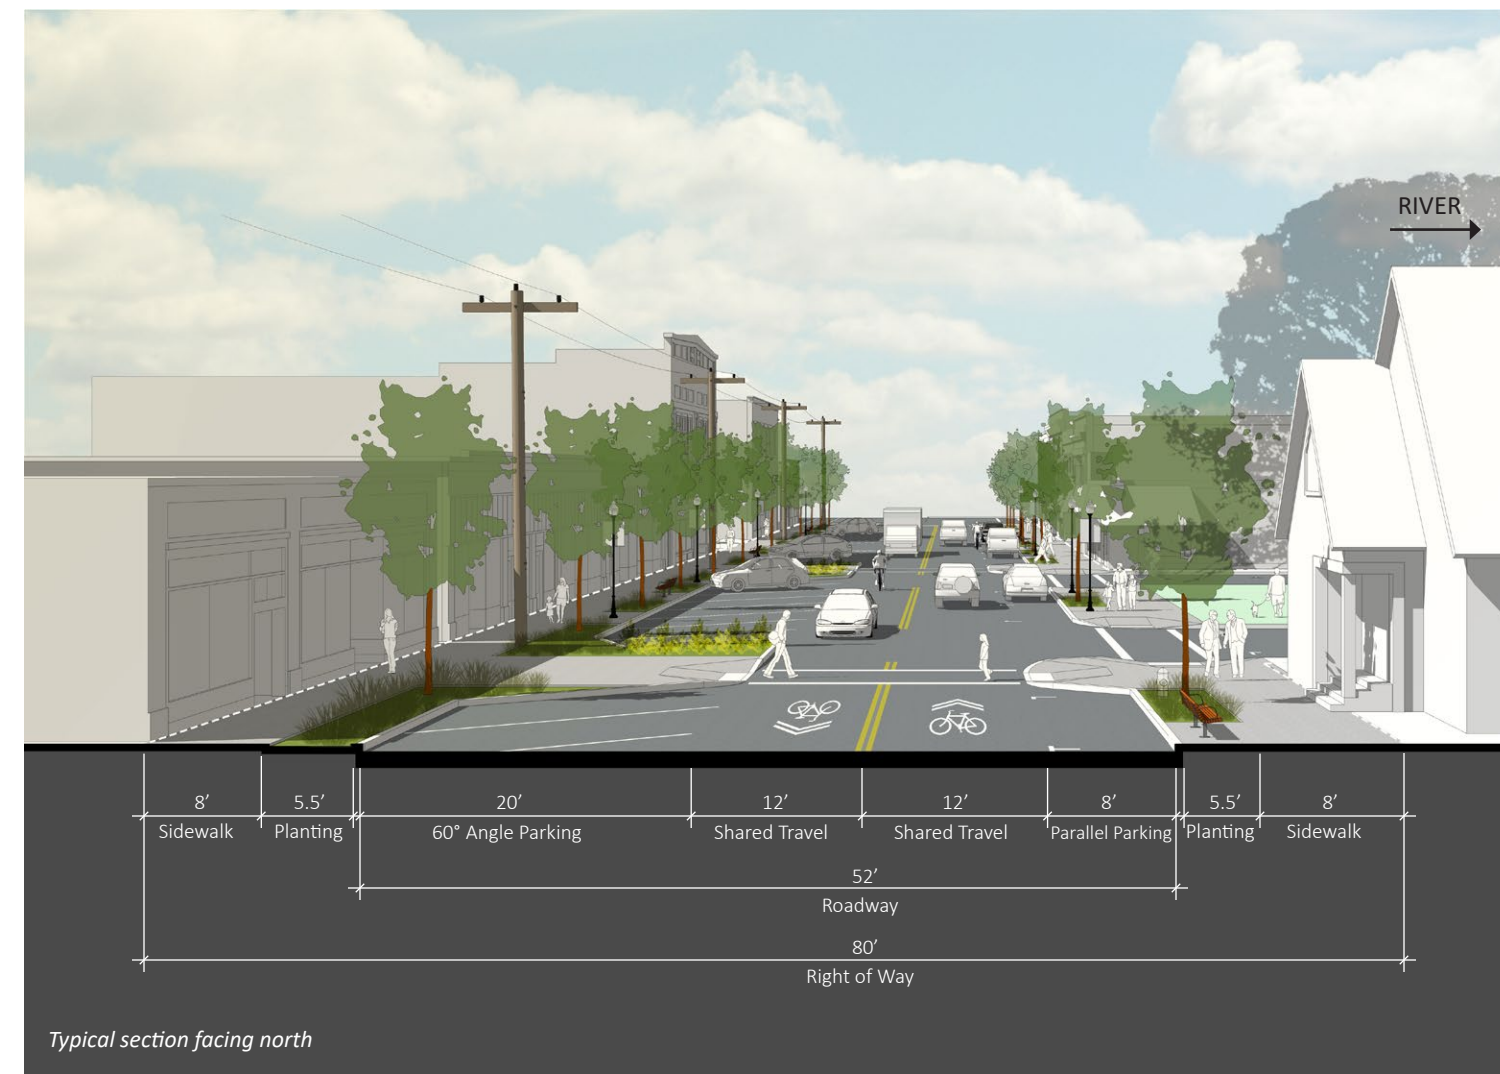 RIVER
8’ 5.5’ 20’ 12’ 12’ 8’ 5.5’ 8’
Sidewalk Planting 60° Angle Parking Shared Travel Shared Travel Parallel Parking Planting Sidewalk
52’
Roadway
80’
Right of Way
Typical section facing north